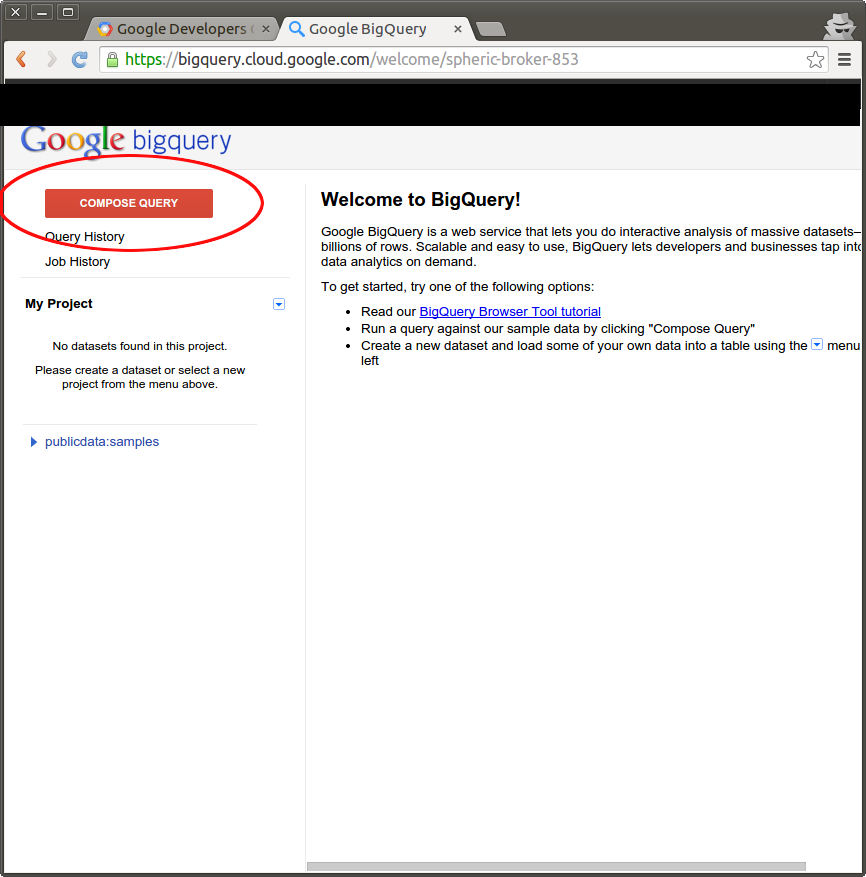 Google Developers
Google BigQuery
https://bigquery.cloud.google.com/welcome/spheric-broker-853
Google bigquery
COMPOSE QUERY
Query History
Job History
My Project
No datasets found in this project.
Please create a dataset or select a new
project from the menu above.
publicdata:samples
Welcome to BigQuery!
Google BigQuery is a web service that lets you do interactive analysis of massive datasets—
billions of rows. Scalable and easy to use, BigQuery lets developers and businesses tap into
data analytics on demand.
To get started, try one of the following options:
• Read our BigQuery Browser Tool tutorial
• Run a query against our sample data by clicking "Compose Query"
• Create a new dataset and load some of your own data into a table using the menu
left